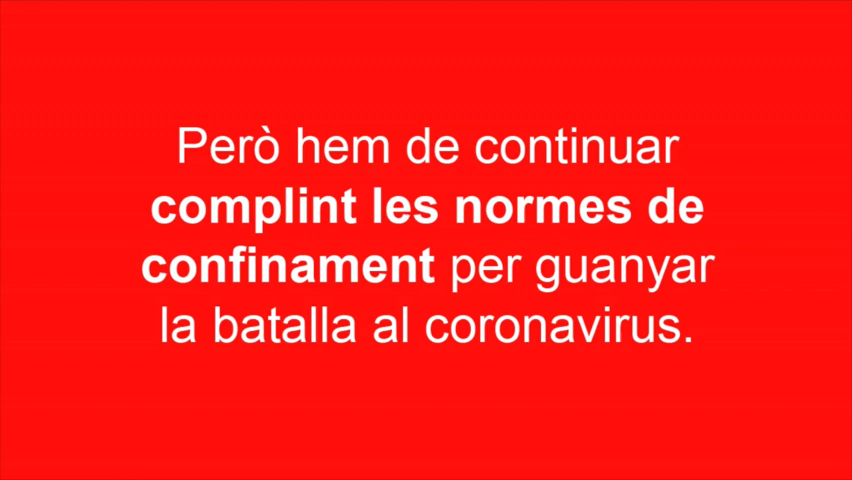 Però hem de continuar
complint les normes de
confinament per guanyar
la batalla al coronavirus.